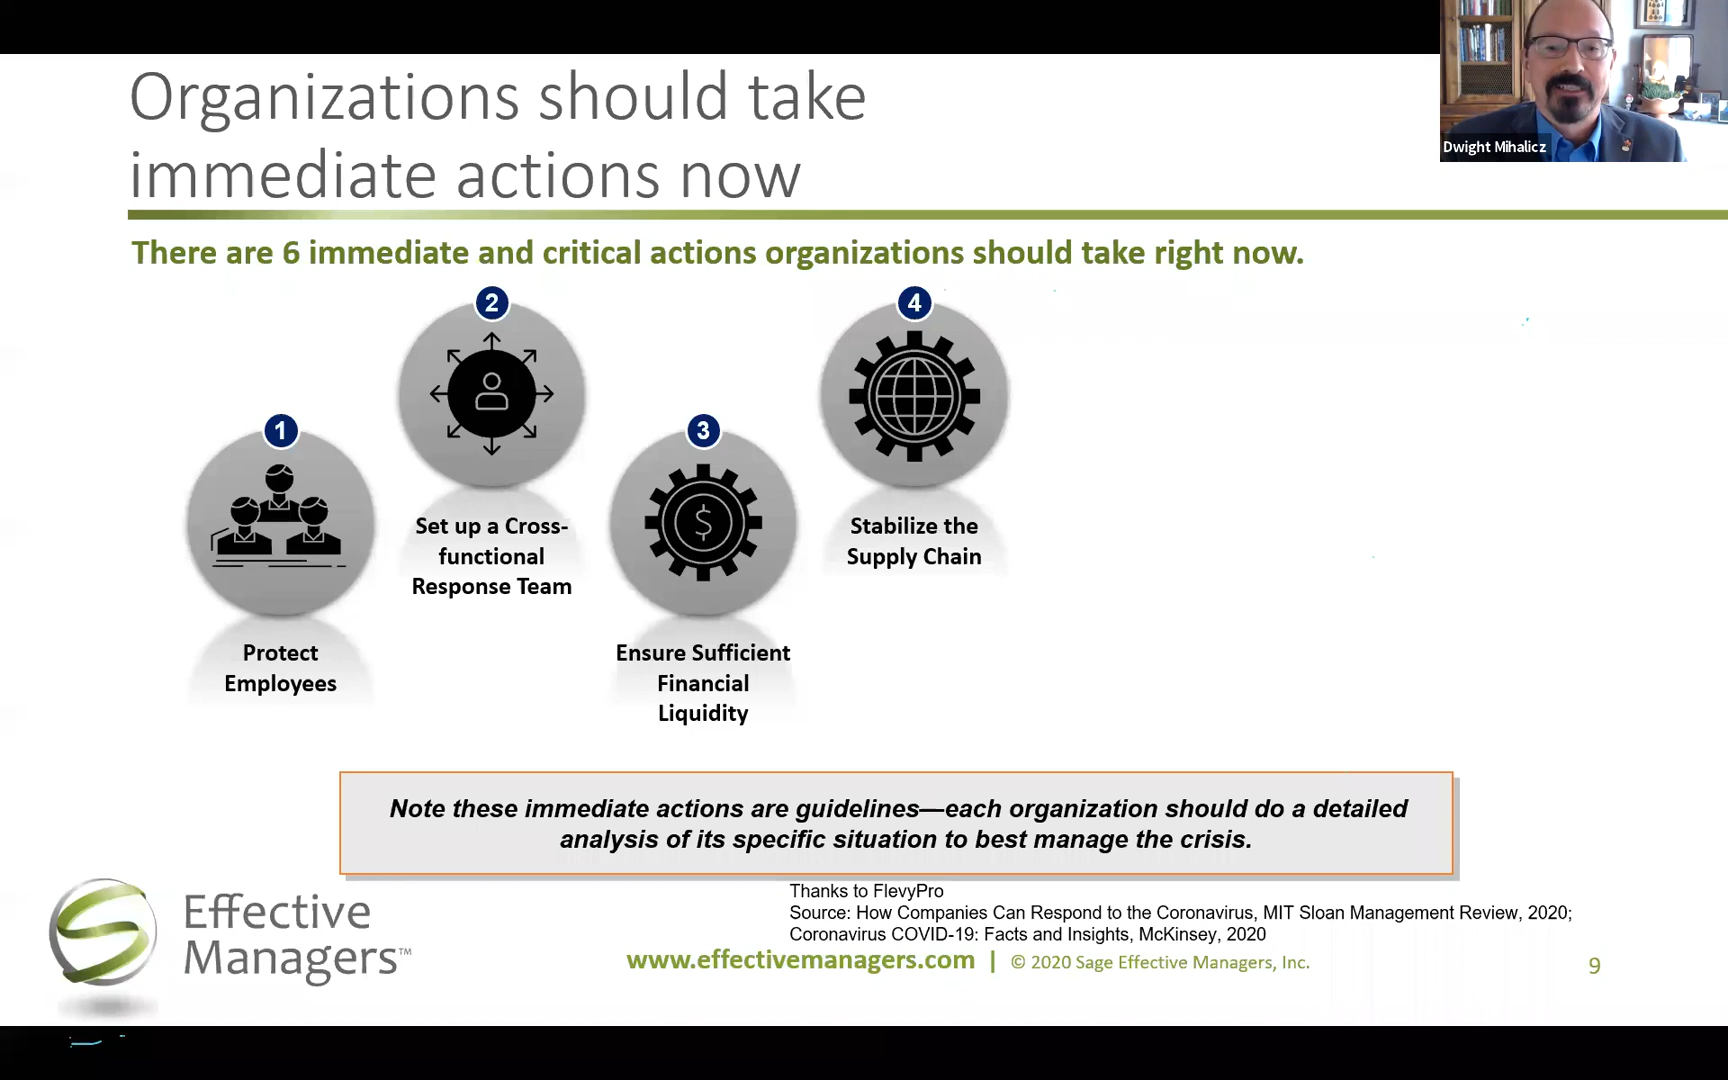 Organizations should take
immediate actions now
Dwight Mihalicz
There are 6 immediate and critical actions organizations should take right now.
1
Protect
Employees
2
Set up a Cross-
functional
Response Team
3
Ensure Sufficient
Financial
Liquidity
4
Stabilize the
Supply Chain
Note these immediate actions are guidelines—each organization should do a detailed
analysis of its specific situation to best manage the crisis.
Thanks to FlevyPro
Source: How Companies Can Respond to the Coronavirus, MIT Sloan Management Review, 2020;
Coronavirus COVID-19: Facts and Insights, McKinsey, 2020
Effective
Managers™
www.effectivemanagers.com | © 2020 Sage Effective Managers, Inc.
9